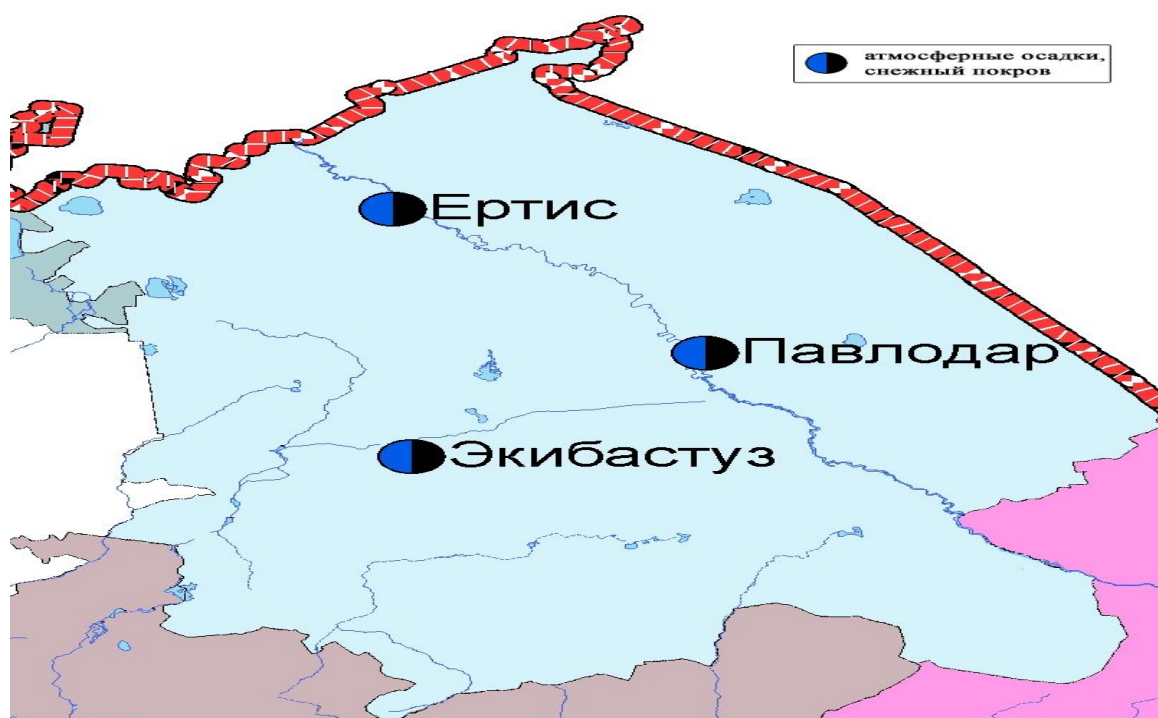 атмосферные осадки,
снежный покров
Ертис
Павлодар
Экибастуз